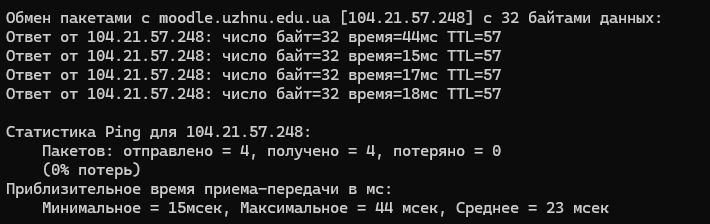 Обмен пакетами с moodle.uzhnu.edu.ua [104.21.57.248] с 32 байтами данных:
Ответ от 104.21.57.248: число байт=32 время=44мс TTL=57
Ответ от 104.21.57.248: число байт=32 время=15мс TTL=57
Ответ от 104.21.57.248: число байт=32 время=17мс TTL=57
Ответ от 104.21.57.248: число байт=32 время=18мс TTL=57
Статистика Ping для 104.21.57.248:
Пакетов: отправлено = 4, получено = 4, потеряно = 0
(0% потерь)
Приблизительное время приема-передачи в мс:
Минимальное = 15мсек, Максимальное = 44 мсек, Среднее = 23 мсек